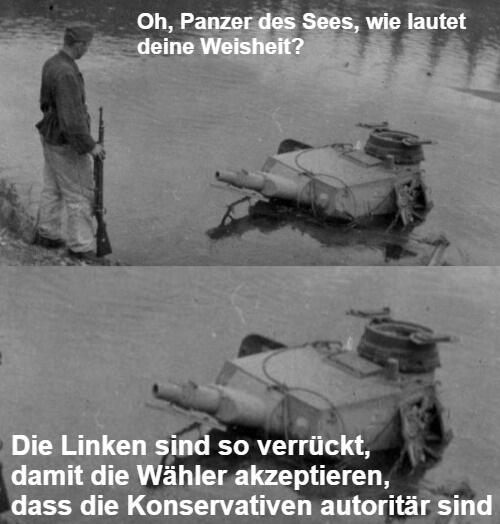 Oh, Panzer des Sees, wie lautet
deine Weisheit?
Die Linken sind so verrückt,
damit die Wähler akzeptieren,
dass die Konservativen autoritär sind